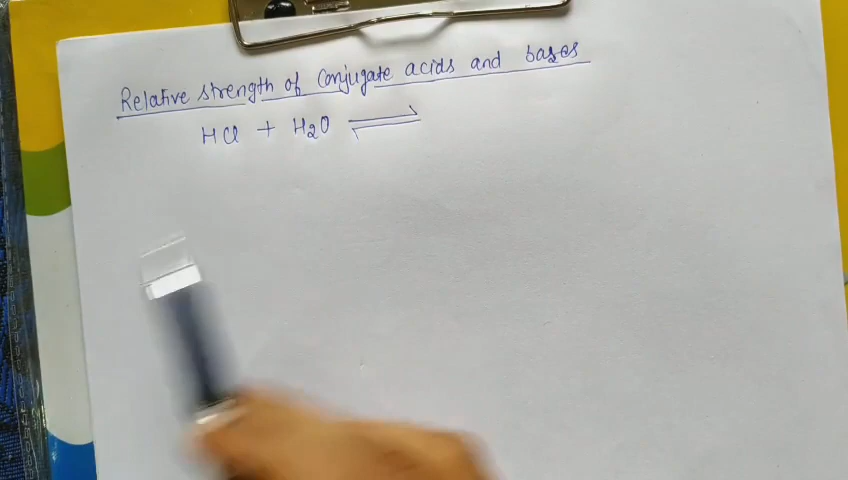 Relative strength of Conjugate acids and bases
HCl + H₂O ⇌